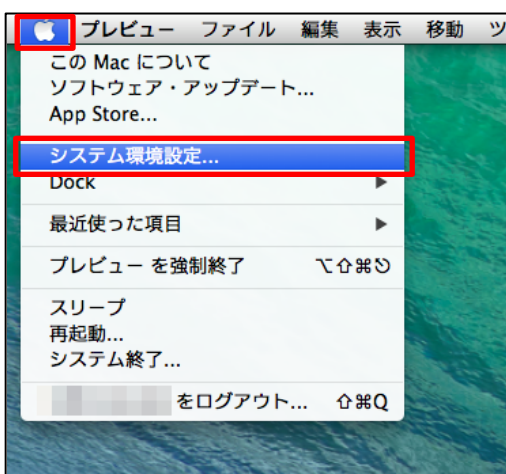 プレビュー ファイル 編集 表示 移動 ツ
この Mac について
ソフトウェア・アップデート...
App Store...
システム環境設定...
Dock ▶
最近使った項目 ▶
プレビュー を強制終了 ⌥⇧⌘⎋
スリープ
再起動...
システム終了...
をログアウト... ⇧⌘Q